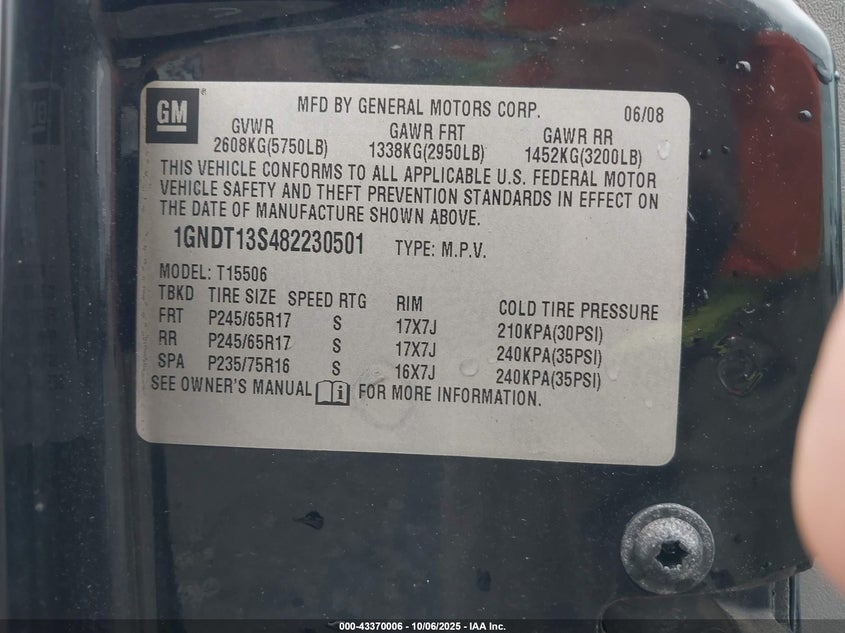 GM
MFD BY GENERAL MOTORS CORP. 06/08
GVWR GAWR FRT GAWR RR
2608KG(5750LB) 1338KG(2950LB) 1452KG(3200LB)
THIS VEHICLE CONFORMS TO ALL APPLICABLE U.S. FEDERAL MOTOR
VEHICLE SAFETY AND THEFT PREVENTION STANDARDS IN EFFECT ON
THE DATE OF MANUFACTURE SHOWN ABOVE.
1GNDT13S482230501 TYPE: M.P.V.
MODEL: T15506
TBKD TIRE SIZE SPEED RTG RIM COLD TIRE PRESSURE
FRT P245/65R17 S 17X7J 210KPA(30PSI)
RR P245/65R17 S 17X7J 240KPA(35PSI)
SPA P235/75R16 S 16X7J 240KPA(35PSI)
SEE OWNER'S MANUAL i FOR MORE INFORMATION.
000-43370006 - 10/06/2025 - IAA Inc.